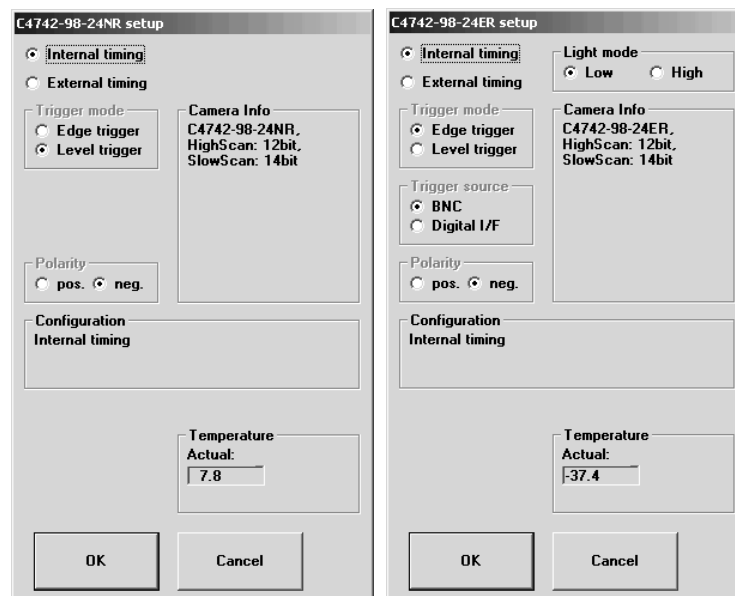 C4742-98-24NR setup
Internal timing
External timing
Trigger mode
Edge trigger
Level trigger
Camera Info
C4742-98-24NR,
HighScan: 12bit,
SlowScan: 14bit
Polarity
pos. neg.
Configuration
Internal timing
Temperature
Actual:
7.8
OK
Cancel
C4742-98-24ER setup
Internal timing
External timing
Light mode
Low High
Trigger mode
Edge trigger
Level trigger
Camera Info
C4742-98-24ER,
HighScan: 12bit,
SlowScan: 14bit
Trigger source
BNC
Digital I/F
Polarity
pos. neg.
Configuration
Internal timing
Temperature
Actual:
-37.4
OK
Cancel